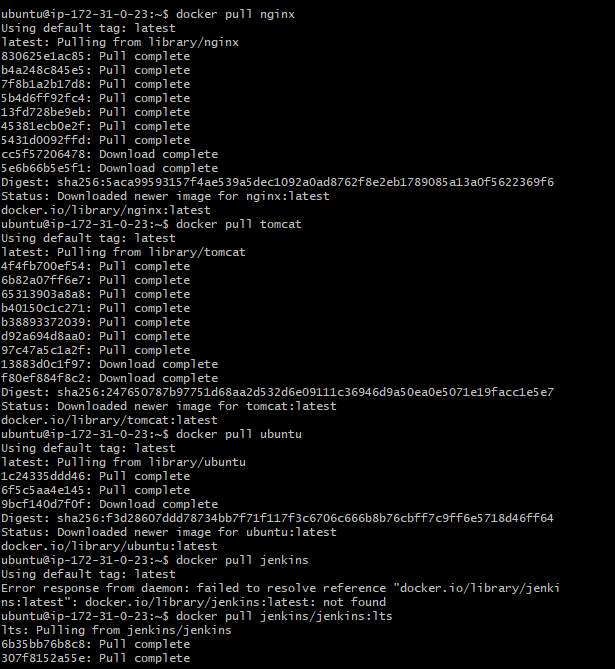 ubuntu@ip-172-31-0-23:~$ docker pull nginx
Using default tag: latest
latest: Pulling from library/nginx
830625e1ac85: Pull complete
b4a248c845e5: Pull complete
7f8b1a2b17d8: Pull complete
5b4d6ff92fc4: Pull complete
13fd728be9eb: Pull complete
45381ecb0e2f: Pull complete
5431d0092ffd: Pull complete
cc5f57206478: Download complete
5e6b66b5e5f1: Download complete
Digest: sha256:5aca99593157f4ae539a5dec1092a0ad8762f8e2eb1789085a13a0f5622369f6
Status: Downloaded newer image for nginx:latest
docker.io/library/nginx:latest
ubuntu@ip-172-31-0-23:~$ docker pull tomcat
Using default tag: latest
latest: Pulling from library/tomcat
4f4fb700ef54: Pull complete
6b82a07ff6e7: Pull complete
65313903a8a8: Pull complete
b40150c1c271: Pull complete
b38893372039: Pull complete
d92a694d8aa0: Pull complete
97c47a5c1a2f: Pull complete
13883d0c1f97: Download complete
f80ef884f8c2: Download complete
Digest: sha256:247650787b97751d68aa2d532d6e09111c36946d9a50ea0e5071e19facc1e5e7
Status: Downloaded newer image for tomcat:latest
docker.io/library/tomcat:latest
ubuntu@ip-172-31-0-23:~$ docker pull ubuntu
Using default tag: latest
latest: Pulling from library/ubuntu
1c24335ddd46: Pull complete
6f5c5aa4e145: Pull complete
9bcf140d7f0f: Download complete
Digest: sha256:f3d28607ddd78734bb7f71f117f3c6706c666b8b76cbff7c9ff6e5718d46ff64
Status: Downloaded newer image for ubuntu:latest
docker.io/library/ubuntu:latest
ubuntu@ip-172-31-0-23:~$ docker pull jenkins
Using default tag: latest
Error response from daemon: failed to resolve reference "docker.io/library/jenki
ns:latest": docker.io/library/jenkins:latest: not found
ubuntu@ip-172-31-0-23:~$ docker pull jenkins/jenkins:lts
lts: Pulling from jenkins/jenkins
6b35bb76b8c8: Pull complete
307f8152a55e: Pull complete